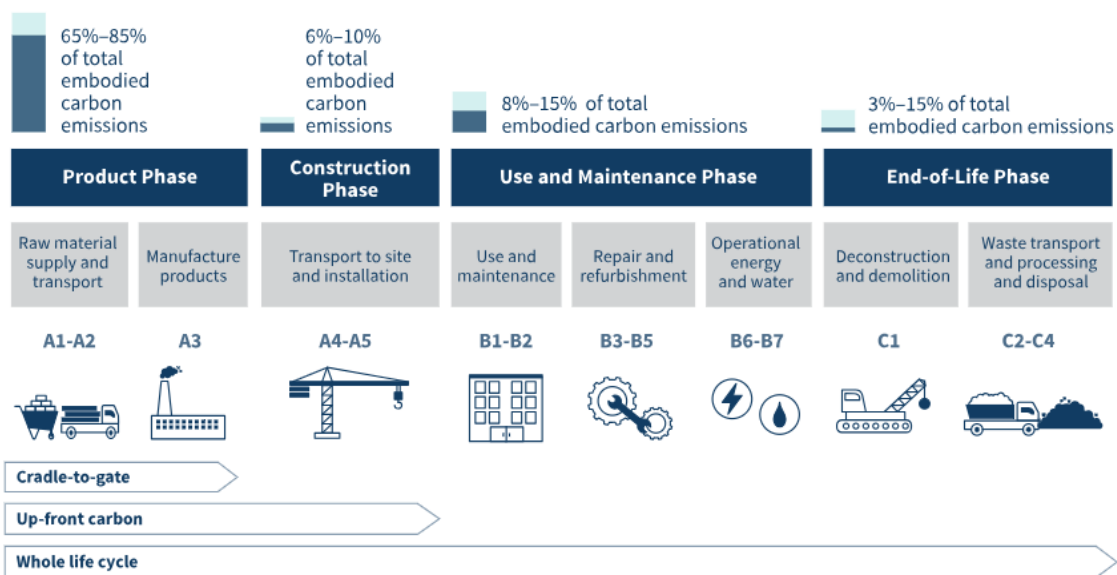 65%–85%
of total
embodied
carbon
emissions
6%–10%
of total
embodied
carbon
emissions
8%–15% of total
embodied carbon emissions
3%–15% of total
embodied carbon emissions
Product Phase
Construction
Phase
Use and Maintenance Phase
End-of-Life Phase
Raw material
supply and
transport
Manufacture
products
Transport to site
and installation
Use and
maintenance
Repair and
refurbishment
Operational
energy
and water
Deconstruction
and demolition
Waste transport
and processing
and disposal
A1-A2
A3
A4-A5
B1-B2
B3-B5
B6-B7
C1
C2-C4
Cradle-to-gate
Up-front carbon
Whole life cycle